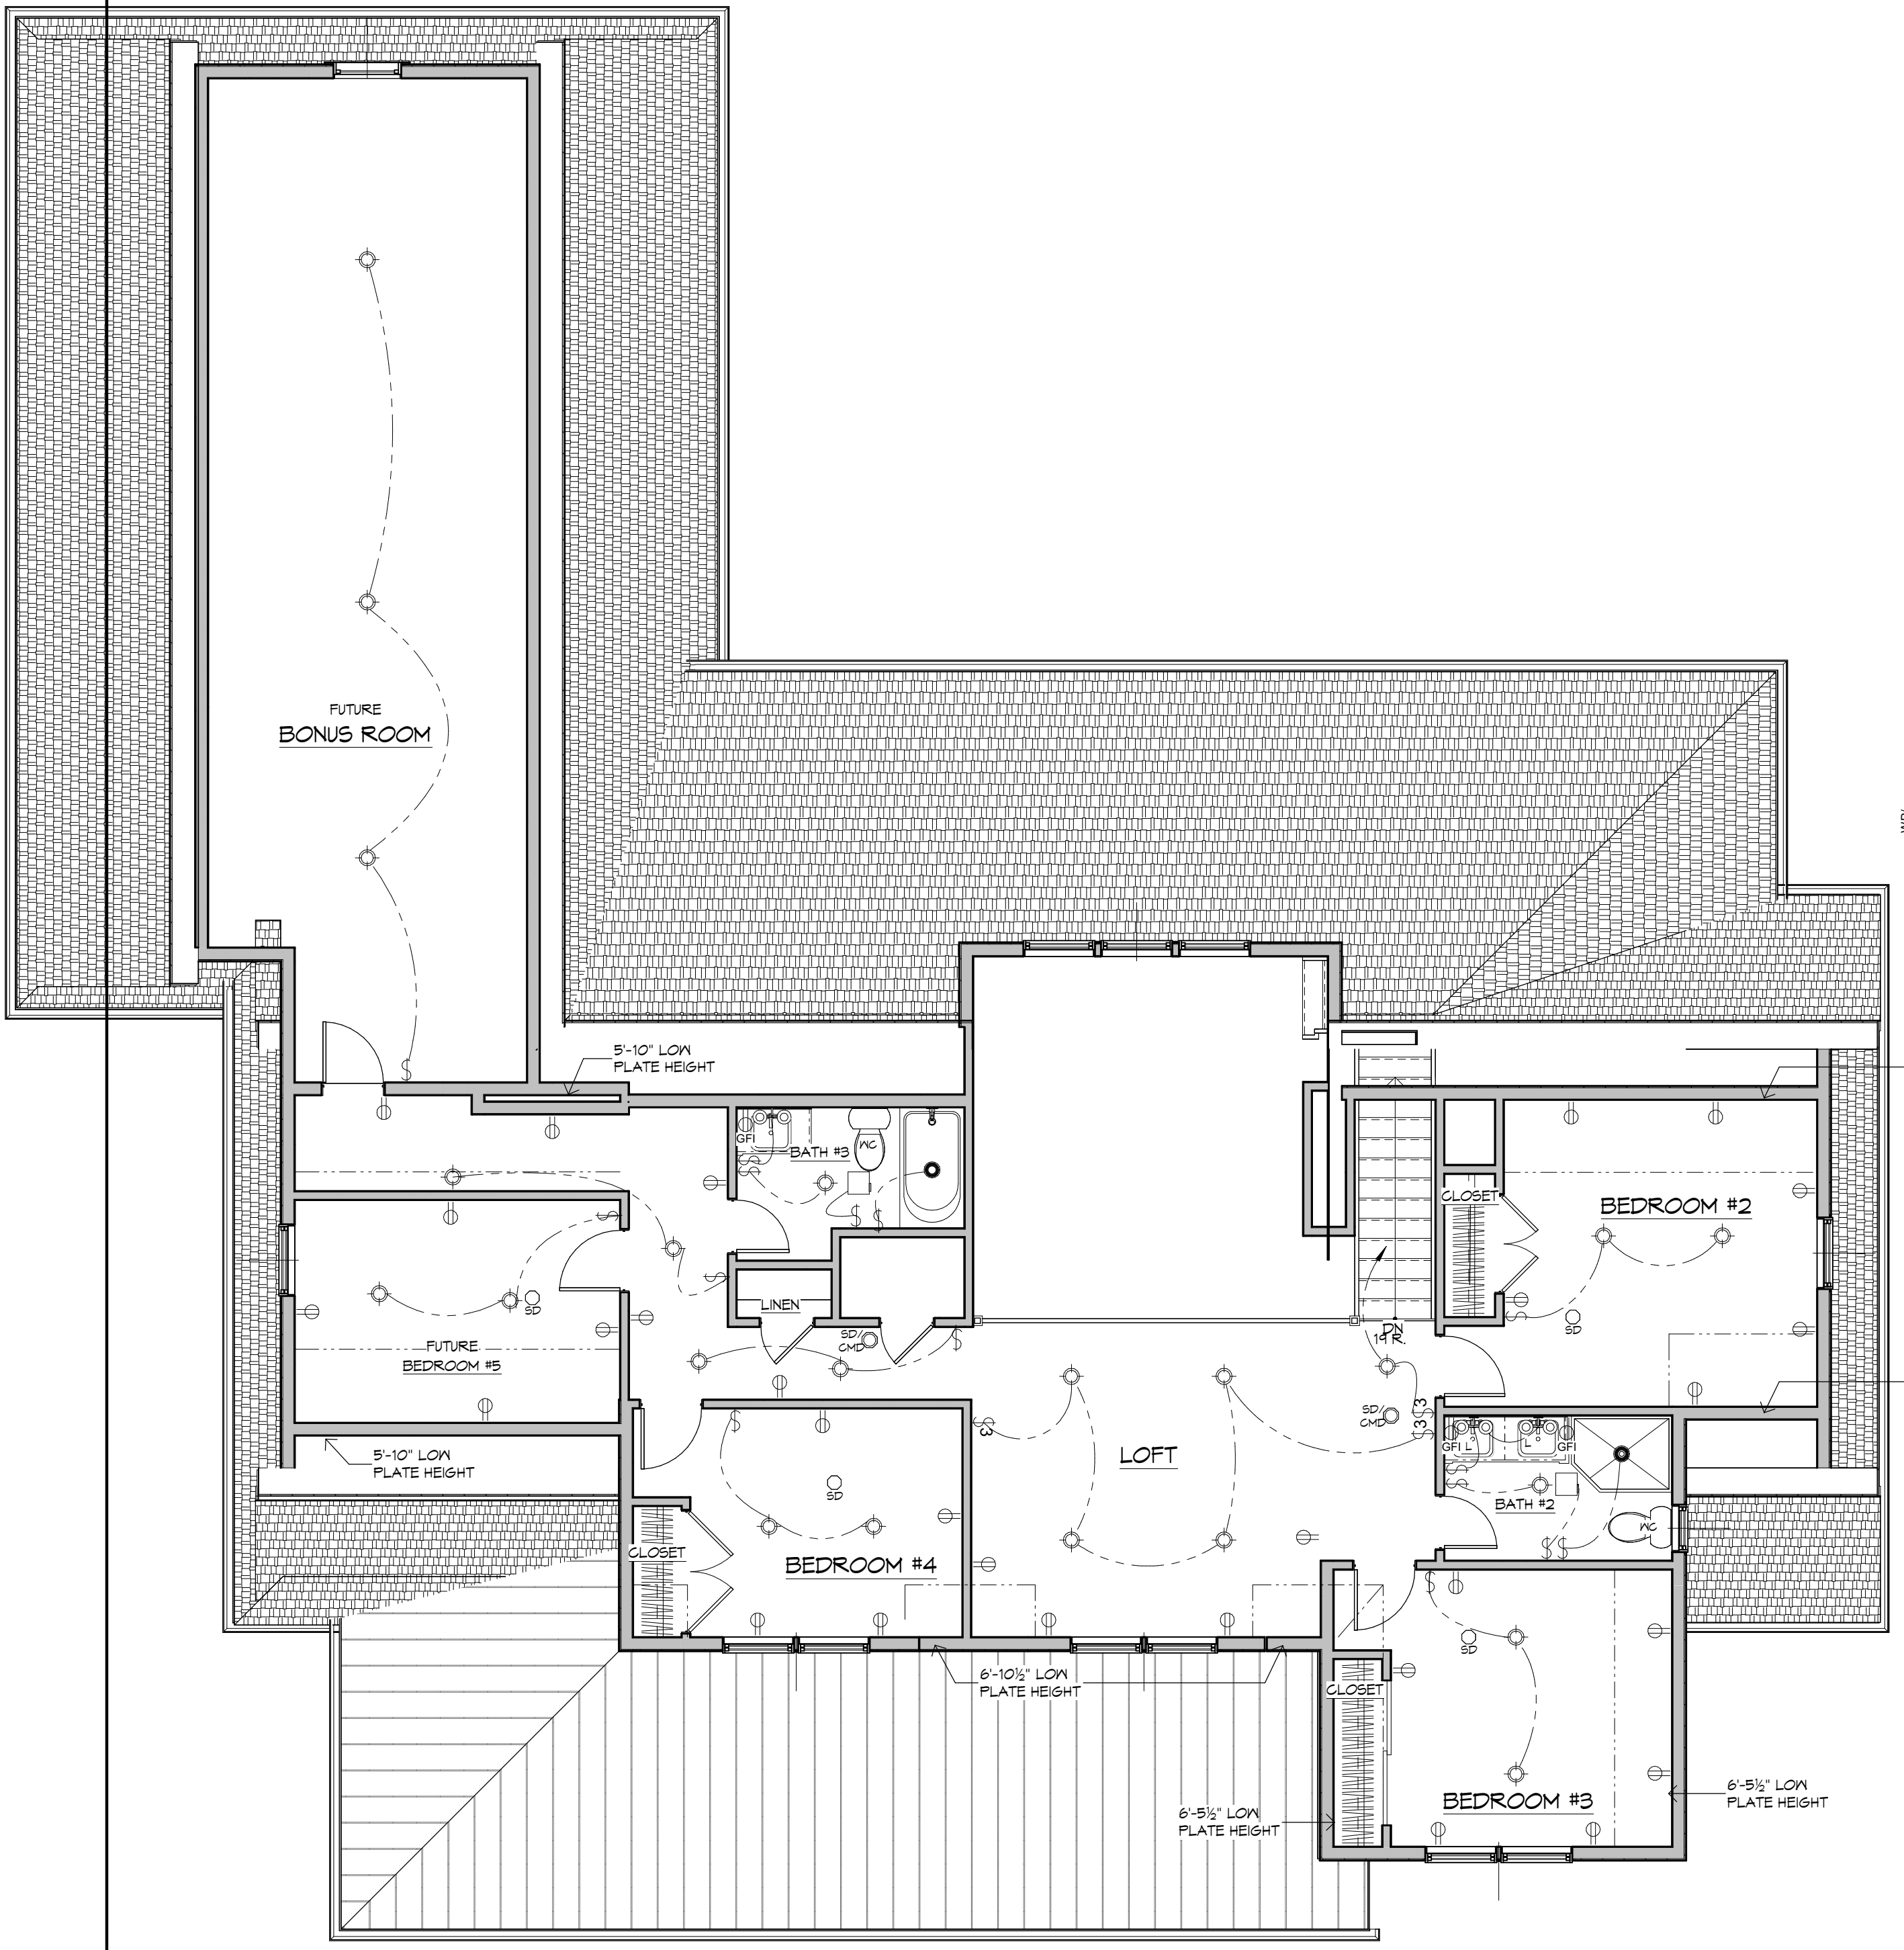 FUTURE
BONUS ROOM
5'-10" LOW
PLATE HEIGHT
GFI
BATH #3
WC
CLOSET
BEDROOM #2
LINEN
SD
SD/
CMD
DN
19 R.
SD
FUTURE
BEDROOM #5
SD/
CMD
3
3
3
LOFT
GFI
L
L
GFI
5'-10" LOW
PLATE HEIGHT
SD
BATH #2
WC
CLOSET
BEDROOM #4
SD
6'-10½" LOW
PLATE HEIGHT
CLOSET
BEDROOM #3
6'-5½" LOW
PLATE HEIGHT
6'-5½" LOW
PLATE HEIGHT